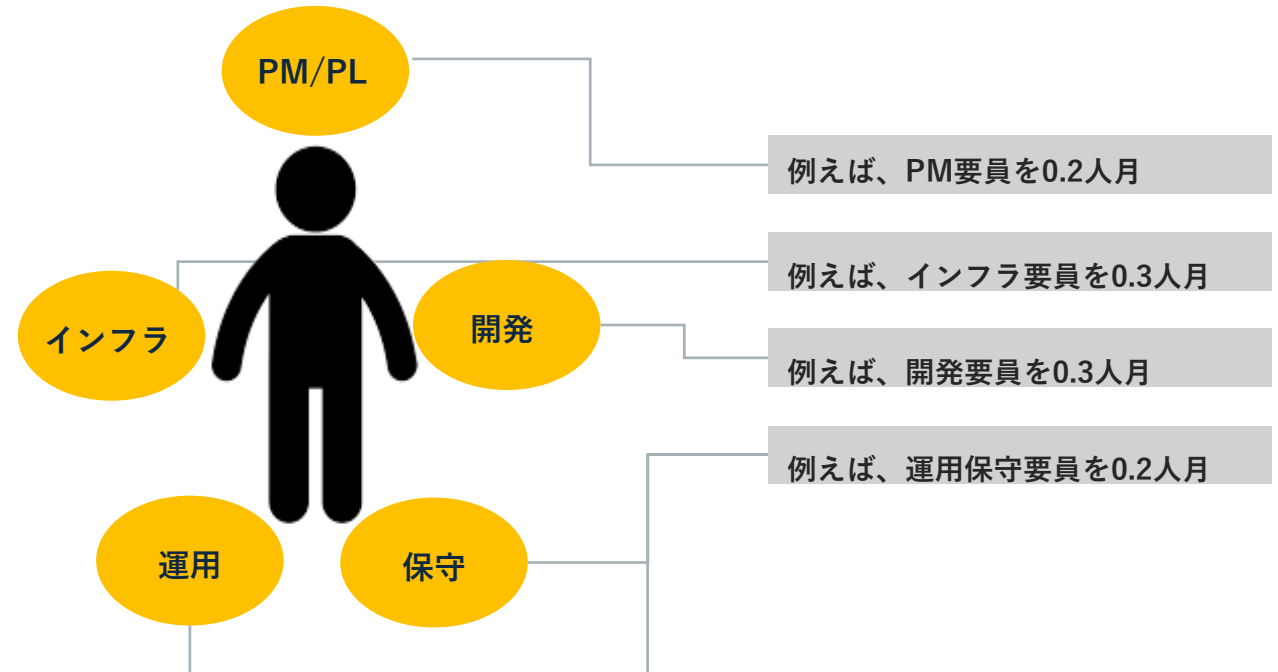 PM/PL
例えば、PM要員を0.2人月
例えば、インフラ要員を0.3人月
インフラ
開発
例えば、開発要員を0.3人月
例えば、運用保守要員を0.2人月
運用
保守